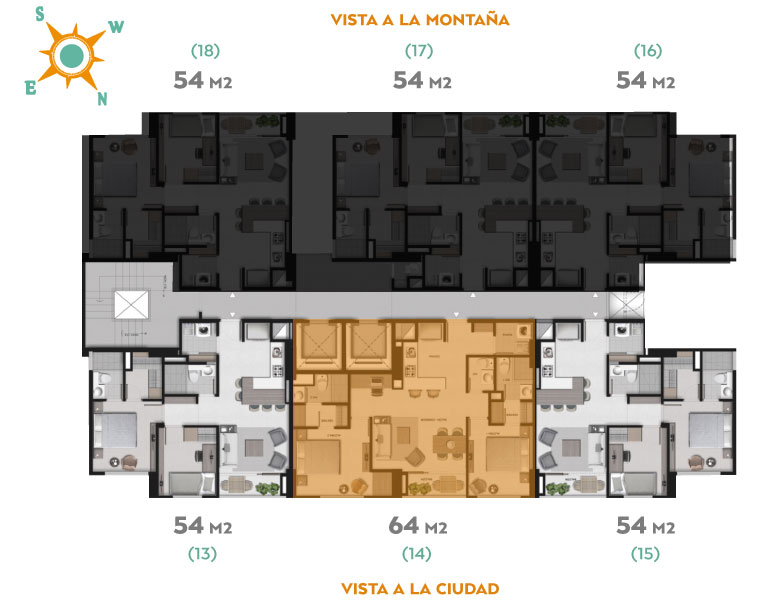 VISTA A LA MONTAÑA
S
W
E
N
(18)
(17)
(16)
54 M2
54 M2
54 M2
54 M2
64 M2
54 M2
(13)
(14)
(15)
VISTA A LA CIUDAD